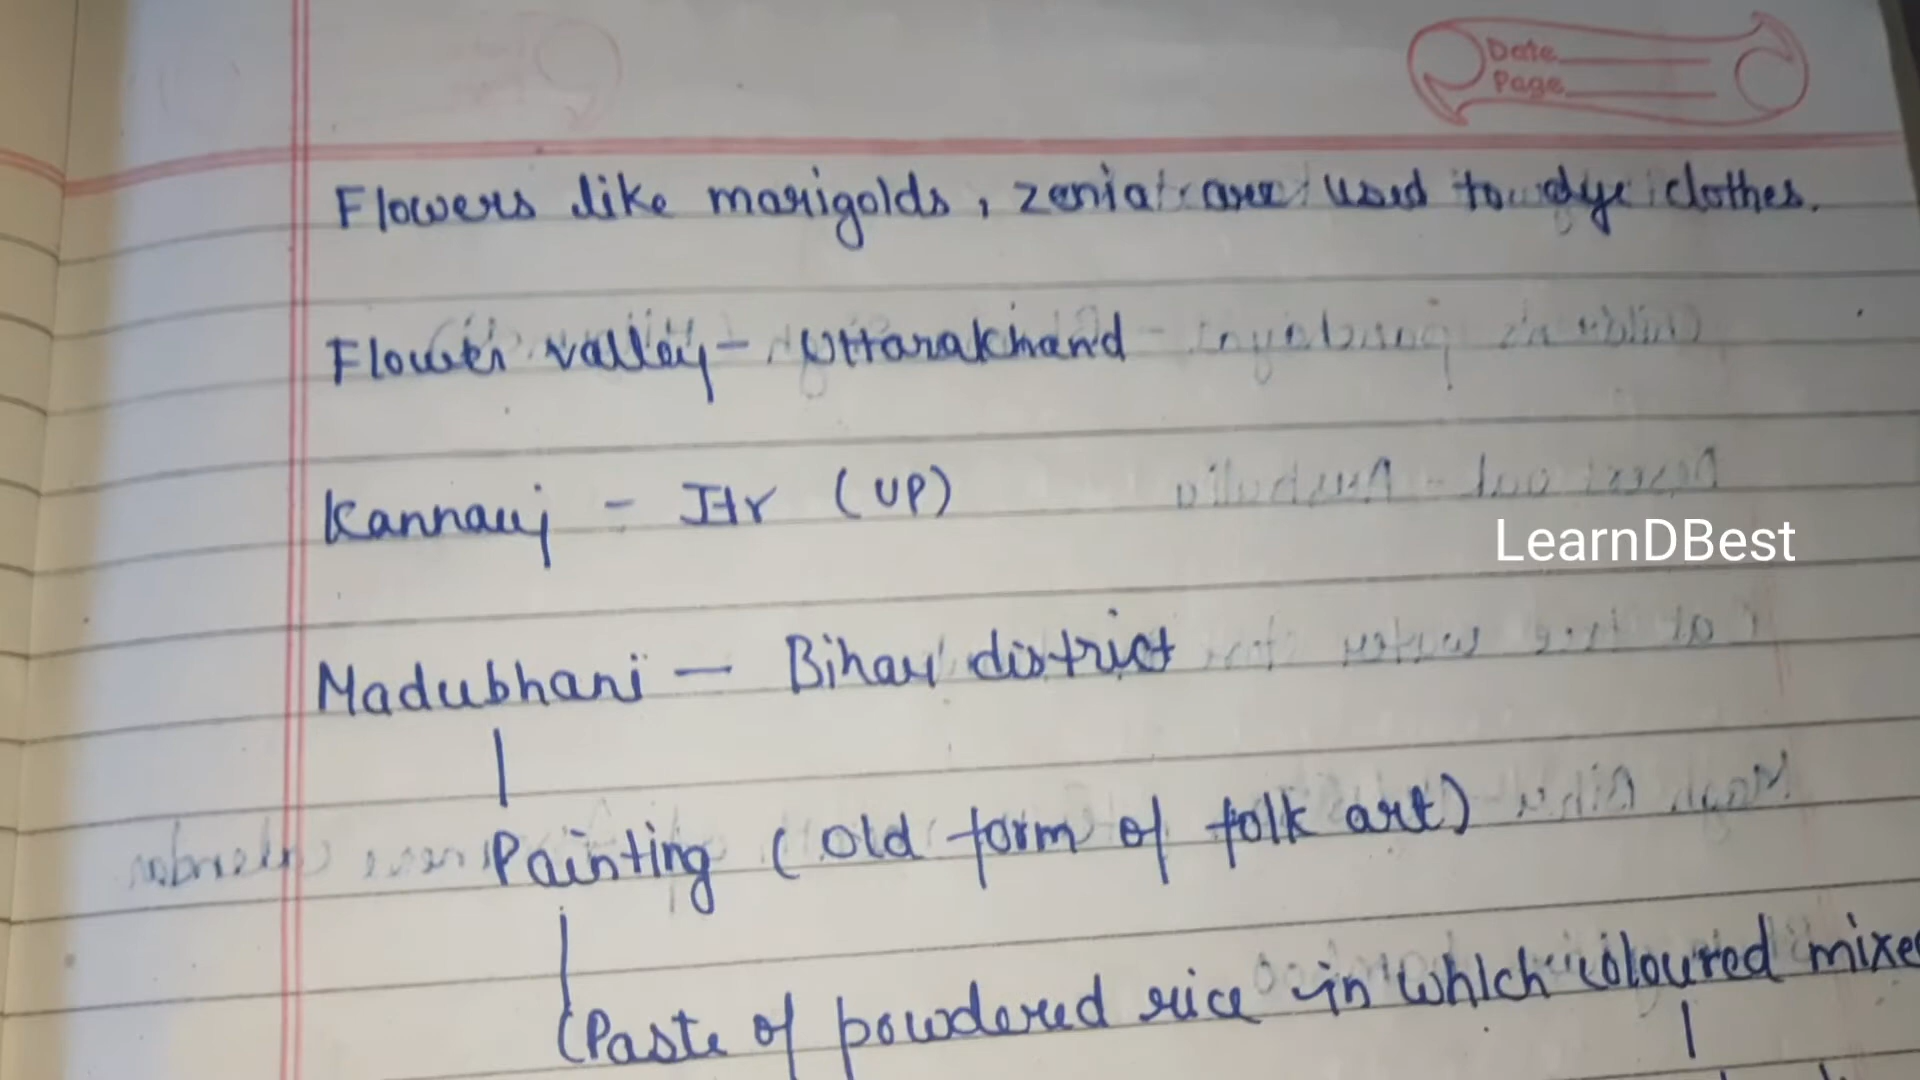 Date
Page
Flowers like marigolds, zenia are used to dye clothes.
Flower valley - Uttarakhand
Kannauj - Itr (UP)
LearnDBest
Madubhani — Bihar district
Painting (Old form of folk art)
(Paste of powdered rice in which coloured mixe